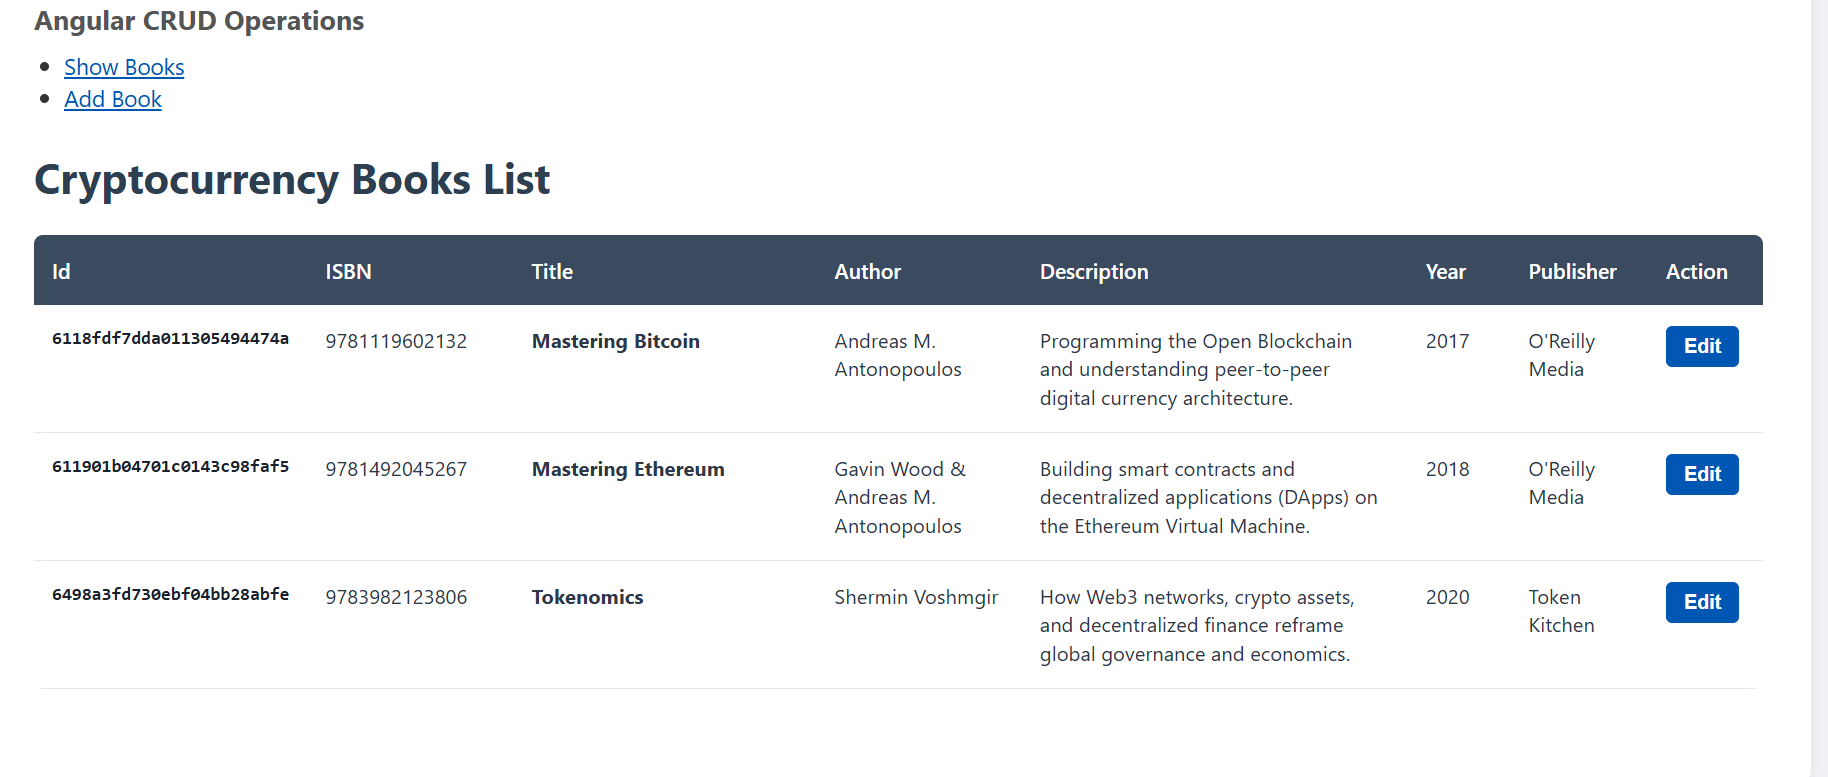 Angular CRUD Operations
Show Books
Add Book
Cryptocurrency Books List
Id ISBN Title Author Description Year Publisher Action
6118fdf7dda011305494474a 9781119602132 Mastering Bitcoin Andreas M. Programming the Open Blockchain 2017 O'Reilly Edit
Antonopoulos and understanding peer-to-peer Media
digital currency architecture.
611901b04701c0143c98faf5 9781492045267 Mastering Ethereum Gavin Wood & Building smart contracts and 2018 O'Reilly Edit
Andreas M. decentralized applications (DApps) on Media
Antonopoulos the Ethereum Virtual Machine.
6498a3fd730ebf04bb28abfe 9783982123806 Tokenomics Shermin Voshmgir How Web3 networks, crypto assets, 2020 Token Edit
and decentralized finance reframe Kitchen
global governance and economics.